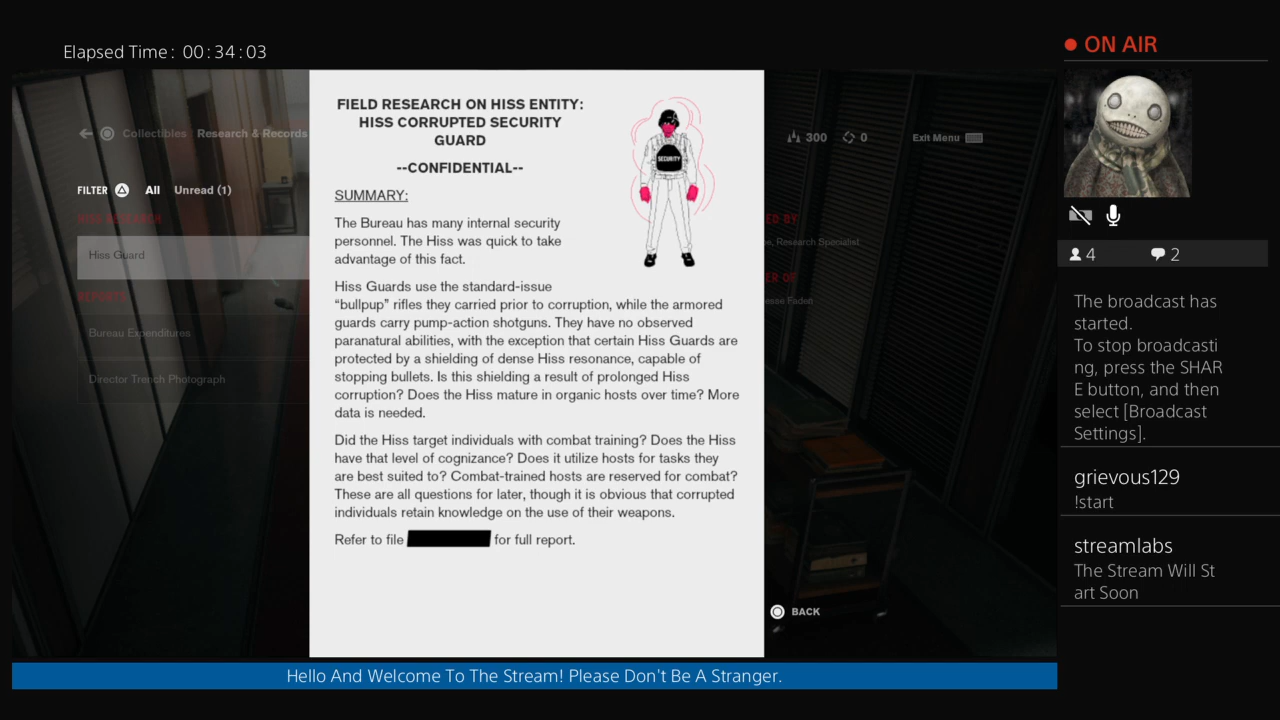 Elapsed Time: 00:34:03
ON AIR
Collectibles Research & Records
300
0
Exit Menu
FILTER All Unread (1)
HISS RESEARCH
Hiss Guard
REPORTS
Bureau Expenditures
Director Trench Photograph
FIELD RESEARCH ON HISS ENTITY:
HISS CORRUPTED SECURITY
GUARD
--CONFIDENTIAL--
SECURITY
SUMMARY:
The Bureau has many internal security
personnel. The Hiss was quick to take
advantage of this fact.
Hiss Guards use the standard-issue
“bullpup” rifles they carried prior to corruption, while the armored
guards carry pump-action shotguns. They have no observed
paranatural abilities, with the exception that certain Hiss Guards are
protected by a shielding of dense Hiss resonance, capable of
stopping bullets. Is this shielding a result of prolonged Hiss
corruption? Does the Hiss mature in organic hosts over time? More
data is needed.
Did the Hiss target individuals with combat training? Does the Hiss
have that level of cognizance? Does it utilize hosts for tasks they
are best suited to? Combat-trained hosts are reserved for combat?
These are all questions for later, though it is obvious that corrupted
individuals retain knowledge on the use of their weapons.
Refer to file for full report.
ED BY
Research Specialist
ER OF
Faden
BACK
4
2
The broadcast has
started.
To stop broadcasti
ng, press the SHAR
E button, and then
select [Broadcast
Settings].
grievous129
!start
streamlabs
The Stream Will St
art Soon
Hello And Welcome To The Stream! Please Don't Be A Stranger.